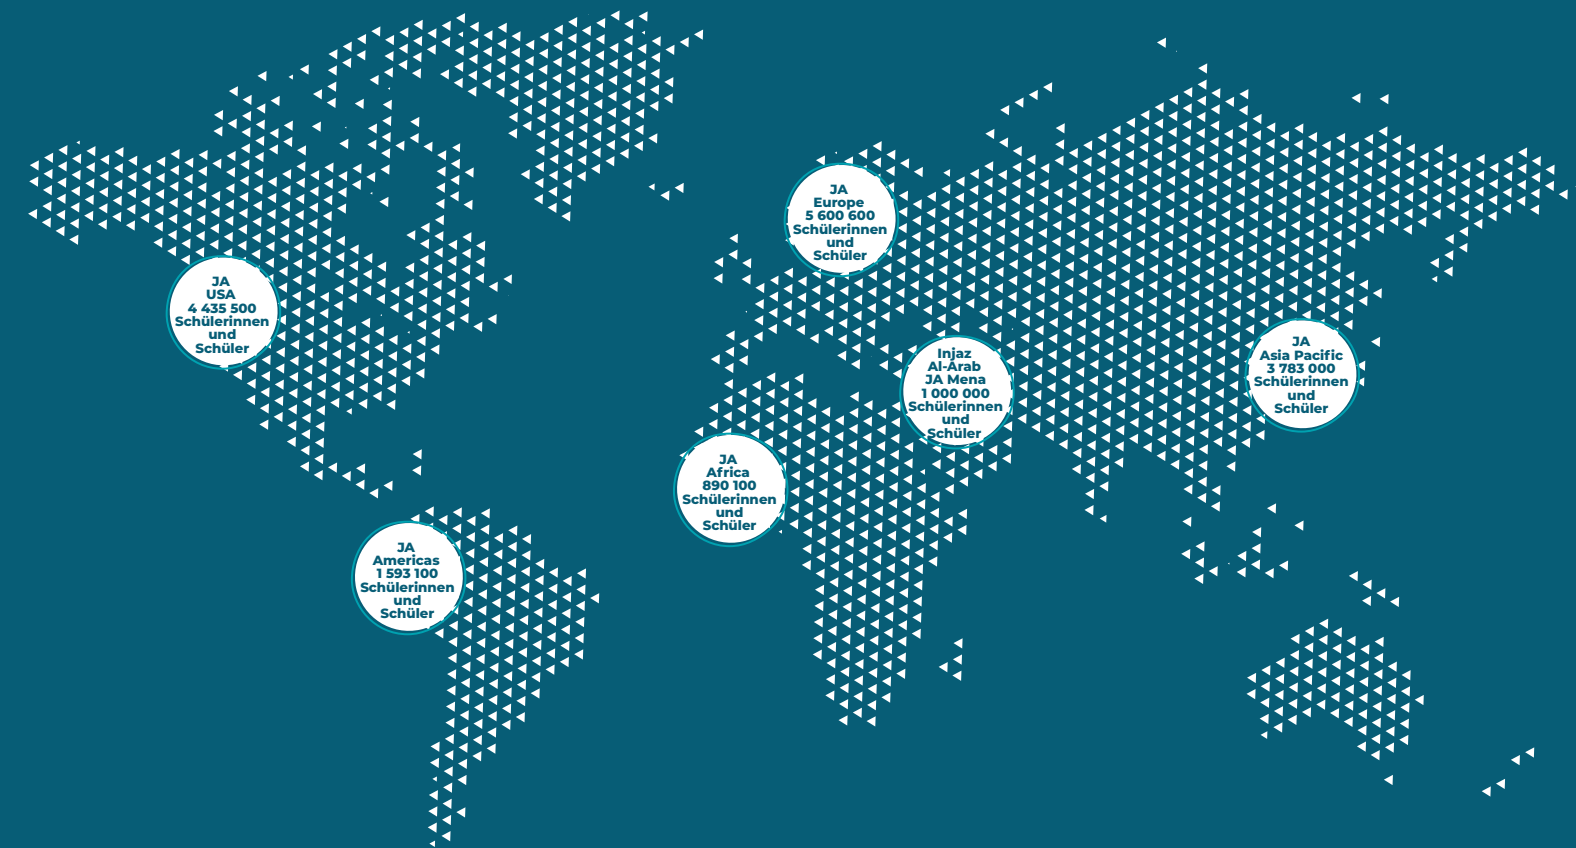 JA
Europe
5 600 600
Schülerinnen
und
Schüler
JA
USA
4 435 500
Schülerinnen
und
Schüler
Injaz
Al-Arab
JA Mena
1 000 000
Schülerinnen
und
Schüler
JA
Asia Pacific
3 783 000
Schülerinnen
und
Schüler
JA
Africa
890 100
Schülerinnen
und
Schüler
JA
Americas
1 593 100
Schülerinnen
und
Schüler